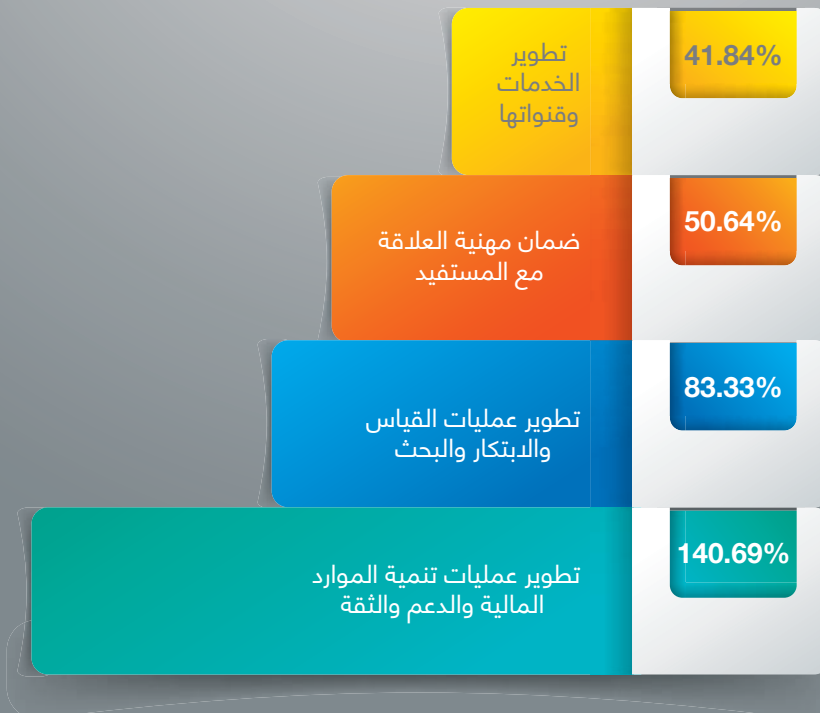 41.84%
تطوير
الخدمات
وقنواتها
50.64%
ضمان مهنية العلاقة
مع المستفيد
83.33%
تطوير عمليات القياس
والابتكار والبحث
140.69%
تطوير عمليات تنمية الموارد
المالية والدعم والثقة